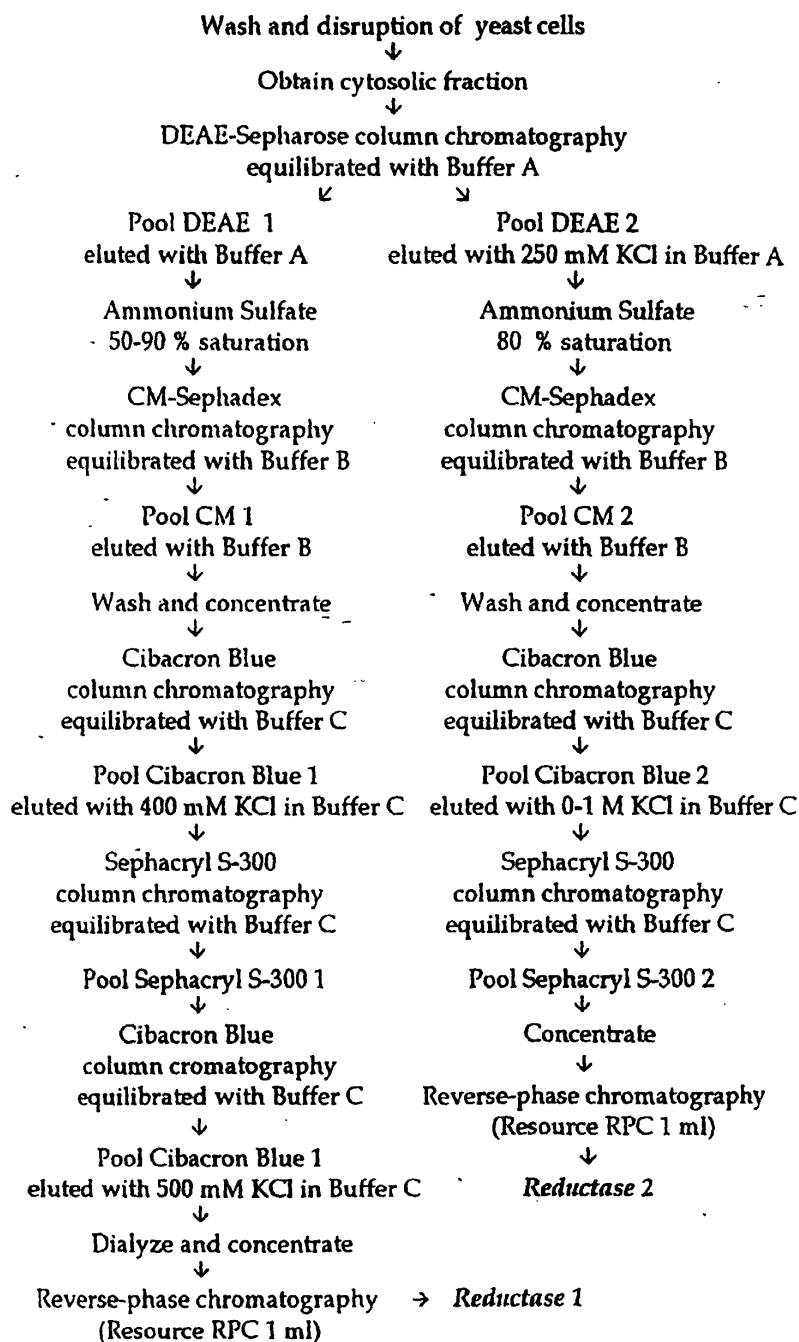 Wash and disruption of yeast cells
↓
Obtain cytosolic fraction
↓
DEAE-Sepharose column chromatography
equilibrated with Buffer A
↙ ↘
Pool DEAE 1
eluted with Buffer A
↓
Ammonium Sulfate
50-90 % saturation
↓
CM-Sephadex
column chromatography
equilibrated with Buffer B
↓
Pool CM 1
eluted with Buffer B
↓
Wash and concentrate
↓
Cibacron Blue
column chromatography
equilibrated with Buffer C
↓
Pool Cibacron Blue 1
eluted with 400 mM KCl in Buffer C
↓
Sephacryl S-300
column chromatography
equilibrated with Buffer C
↓
Pool Sephacryl S-300 1
↓
Cibacron Blue
column cromatography
equilibrated with Buffer C
↓
Pool Cibacron Blue 1
eluted with 500 mM KCl in Buffer C
↓
Dialyze and concentrate
↓
Reverse-phase chromatography → Reductase 1
(Resource RPC 1 ml)
Pool DEAE 2
eluted with 250 mM KCl in Buffer A
↓
Ammonium Sulfate
80 % saturation
↓
CM-Sephadex
column chromatography
equilibrated with Buffer B
↓
Pool CM 2
eluted with Buffer B
↓
Wash and concentrate
↓
Cibacron Blue
column chromatography
equilibrated with Buffer C
↓
Pool Cibacron Blue 2
eluted with 0-1 M KCl in Buffer C
↓
Sephacryl S-300
column chromatography
equilibrated with Buffer C
↓
Pool Sephacryl S-300 2
↓
Concentrate
↓
Reverse-phase chromatography
(Resource RPC 1 ml)
↓
Reductase 2